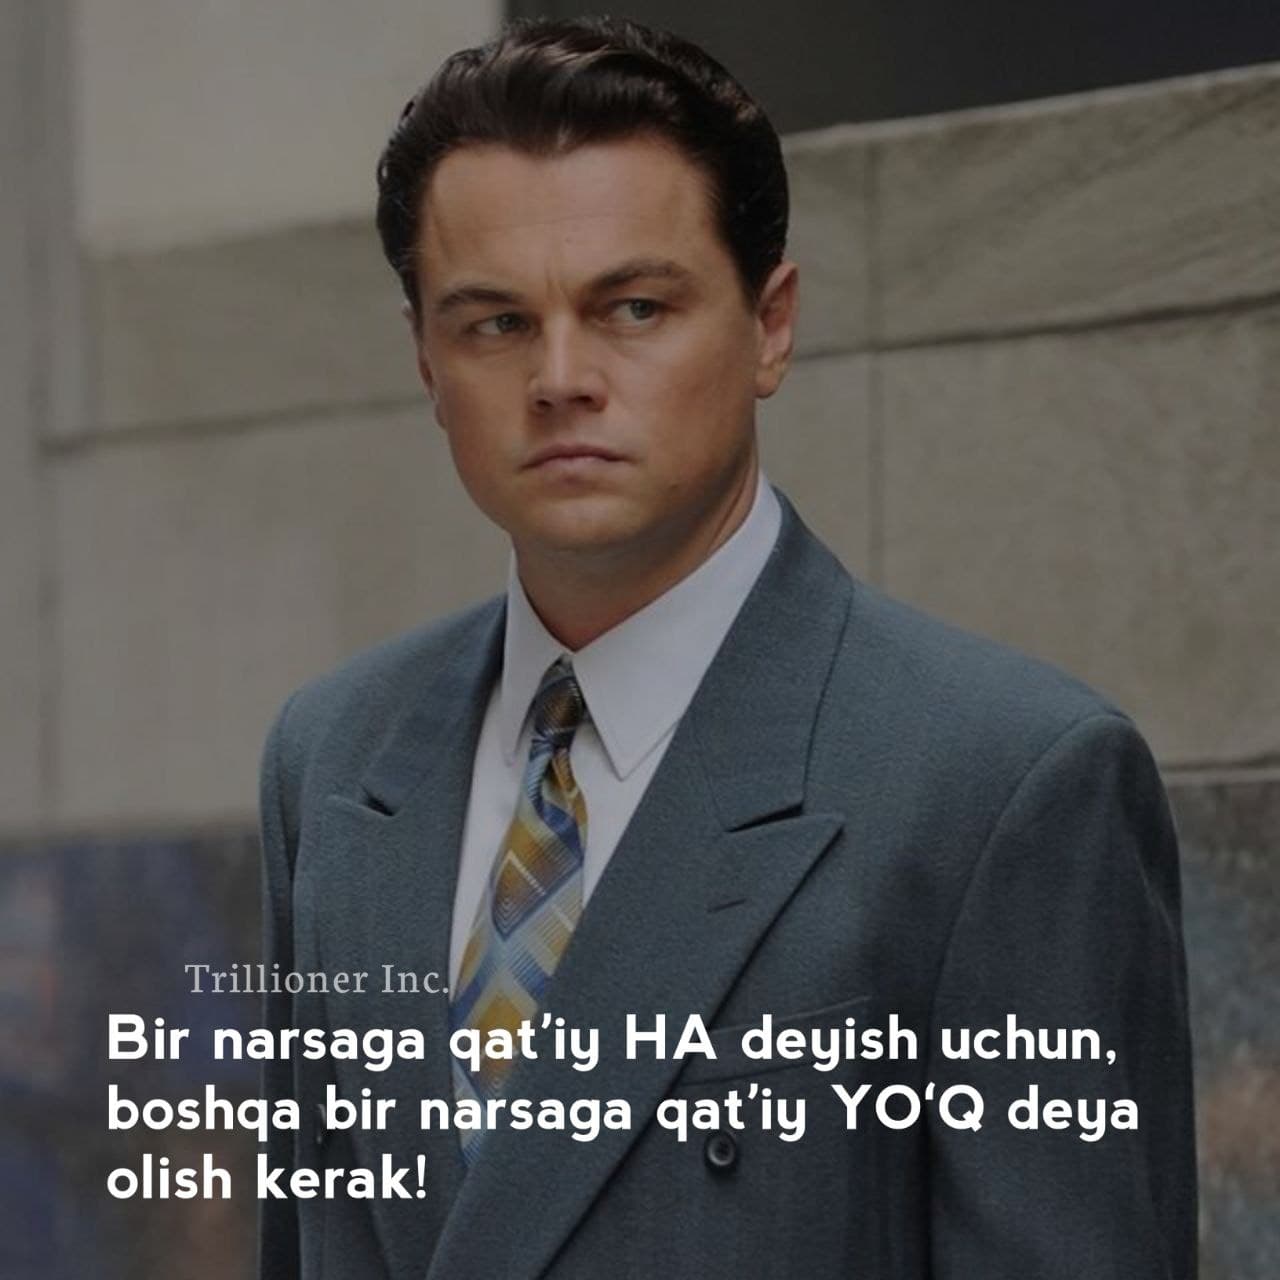 Trillioner Inc.
Bir narsaga qat’iy HA deyish uchun,
boshqa bir narsaga qat’iy YO‘Q deya
olish kerak!